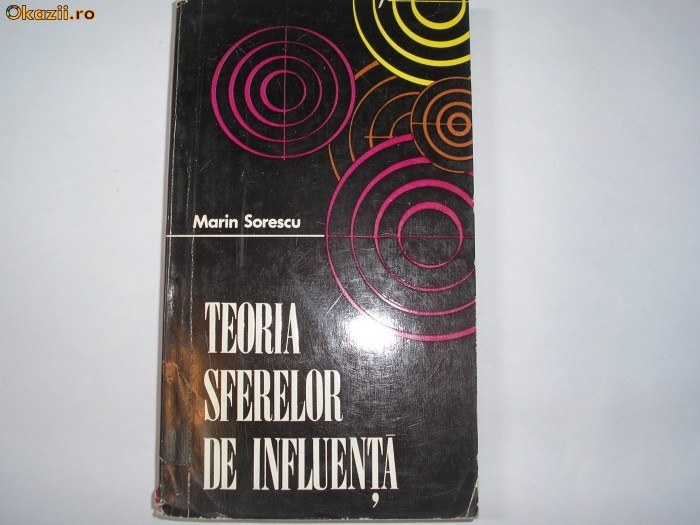 Okazii.ro
Marin Sorescu
TEORIA
SFERELOR
DE INFLUENȚĂ